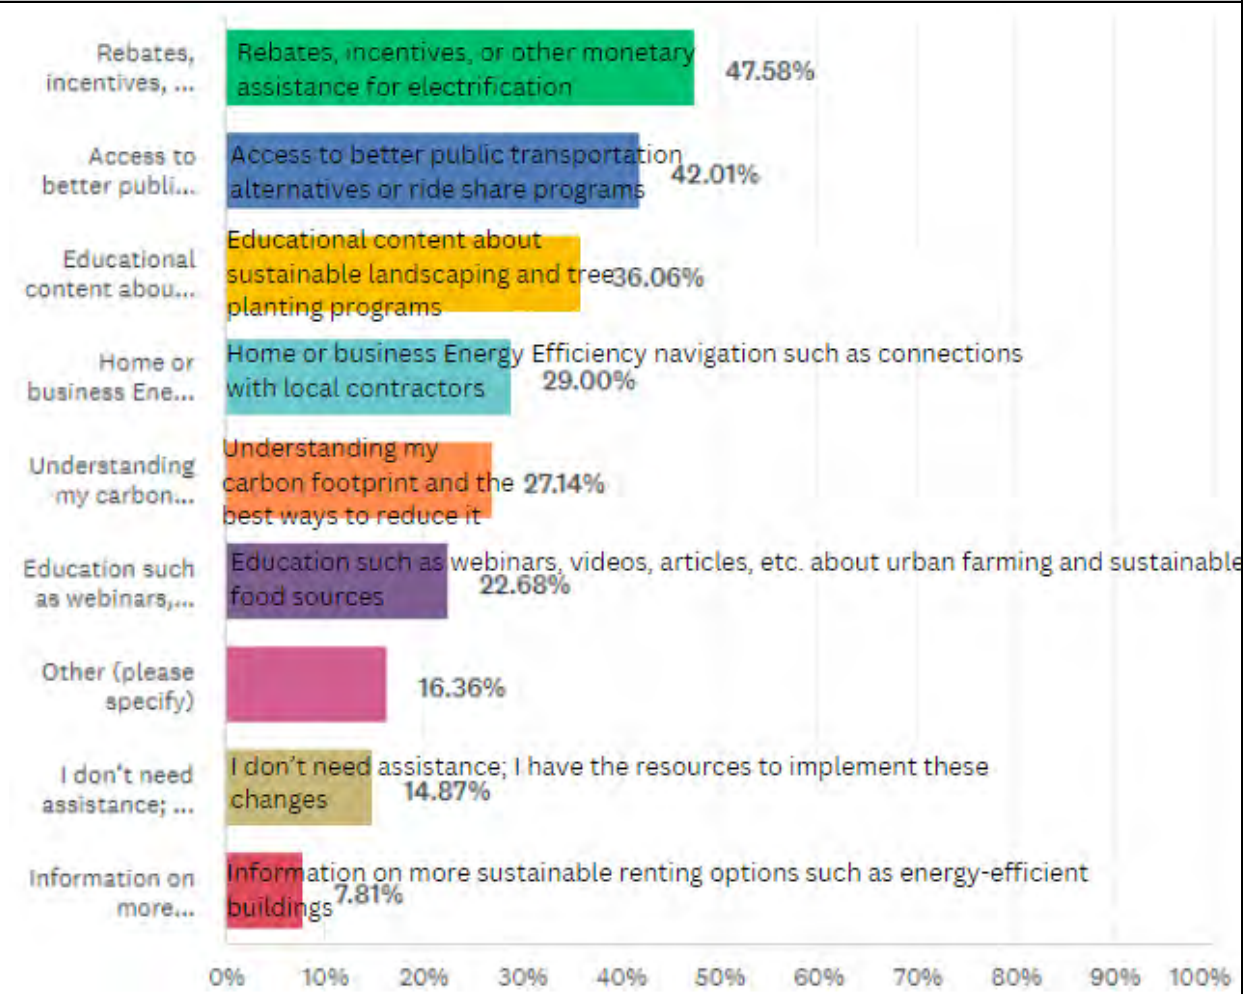 Rebates,
incentives, ...
Rebates, incentives, or other monetary
assistance for electrification
47.58%
Access to
better publi...
Access to better public transportation
alternatives or ride share programs
42.01%
Educational
content abou...
Educational content about
sustainable landscaping and tree
planting programs
36.06%
Home or
business Ene...
Home or business Energy Efficiency navigation such as connections
with local contractors
29.00%
Understanding
my carbon...
Understanding my
carbon footprint and the
best ways to reduce it
27.14%
Education such
as webinars,...
Education such as webinars, videos, articles, etc. about urban farming and sustainable
food sources
22.68%
Other (please
specify)
16.36%
I don't need
assistance; ...
I don't need assistance; I have the resources to implement these
changes
14.87%
Information on
more...
Information on more sustainable renting options such as energy-efficient
buildings
7.81%
0% 10% 20% 30% 40% 50% 60% 70% 80% 90% 100%